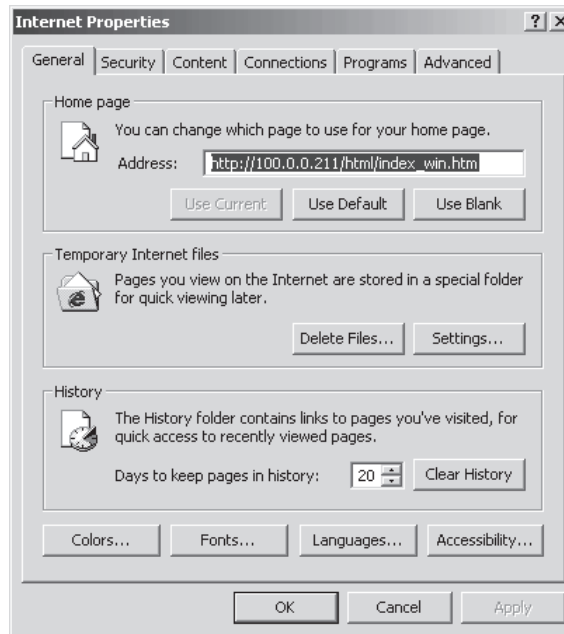 Internet Properties
General Security Content Connections Programs Advanced
Home page
You can change which page to use for your home page.
Address: http://100.0.0.211/html/index_win.htm
Use Current Use Default Use Blank
Temporary Internet files
Pages you view on the Internet are stored in a special folder
for quick viewing later.
Delete Files... Settings...
History
The History folder contains links to pages you've visited, for
quick access to recently viewed pages.
Days to keep pages in history: 20 Clear History
Colors... Fonts... Languages... Accessibility...
OK Cancel Apply